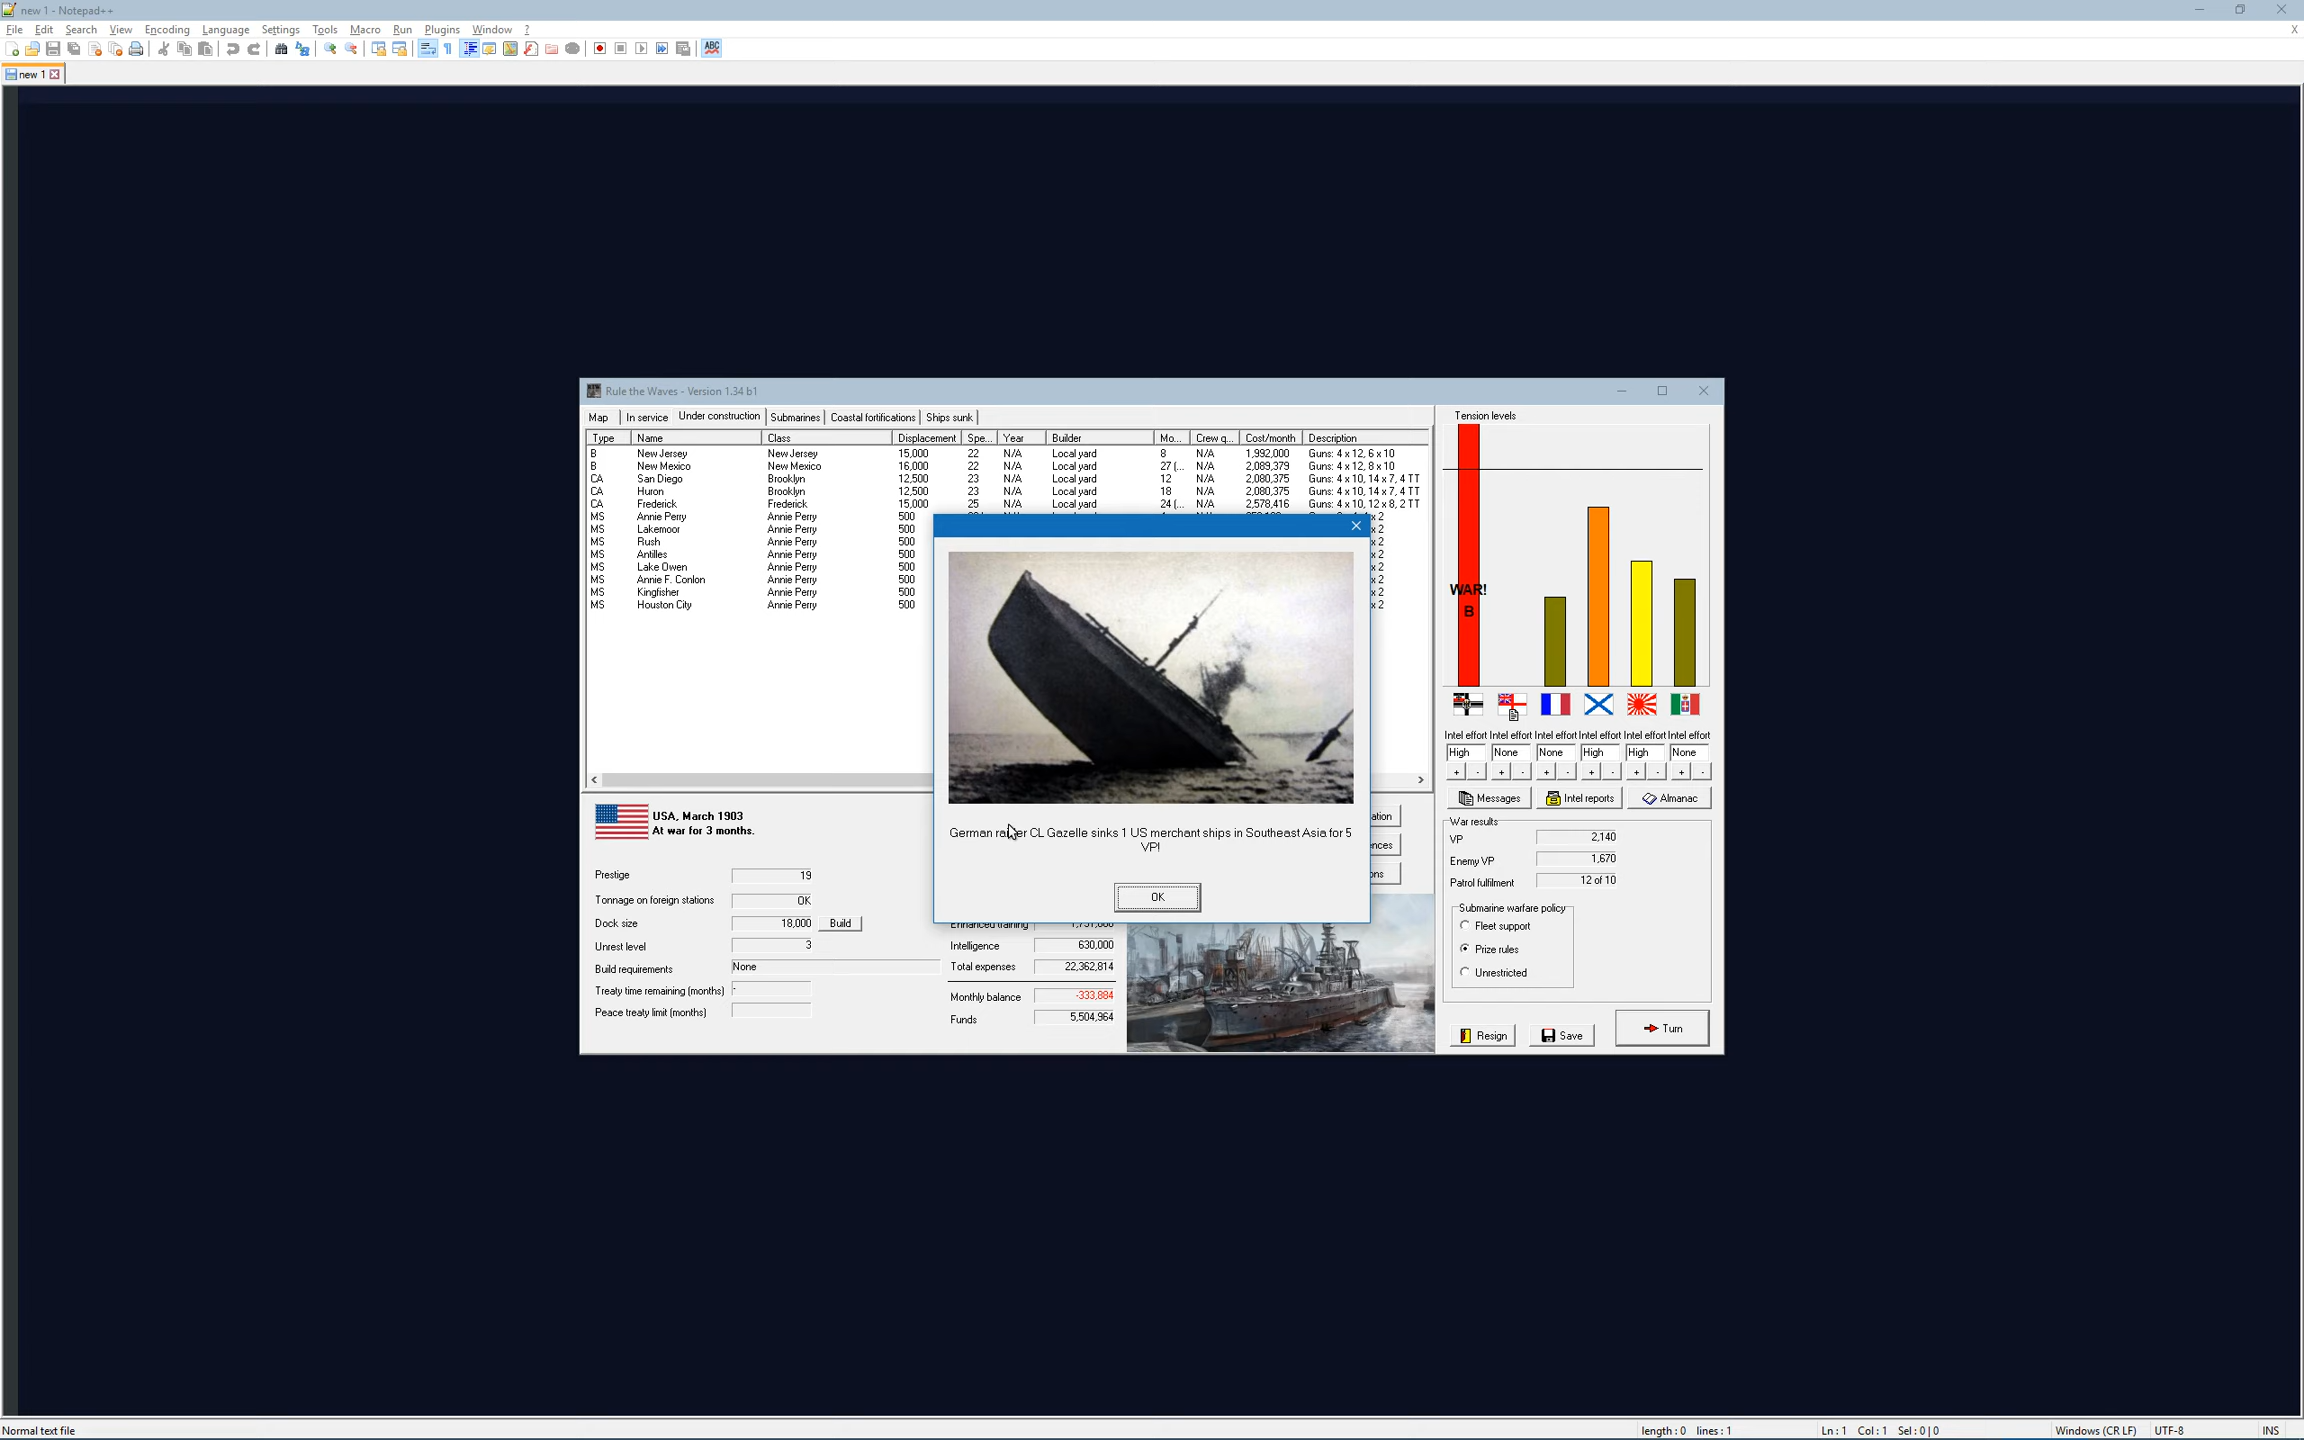 new 1 - Notepad++
File Edit Search View Encoding Language Settings Tools Macro Run Plugins Window ? X
new 1
Rule the Waves - Version 1.34 b1
Map In service Under construction Submarines Coastal fortifications Ships sunk
Type Name Class Displacement Spe... Year Builder Mo... Crew q... Cost/month Description
B New Jersey New Jersey 15,000 22 N/A Local yard 8 N/A 1,992,000 Guns: 4 x 12, 6 x 10
B New Mexico New Mexico 16,000 22 N/A Local yard 27 (... N/A 2,089,379 Guns: 4 x 12, 8 x 10
CA San Diego Brooklyn 12,500 23 N/A Local yard 12 N/A 2,080,375 Guns: 4 x 10, 14 x 7, 4 TT
CA Huron Brooklyn 12,500 23 N/A Local yard 18 N/A 2,080,375 Guns: 4 x 10, 14 x 7, 4 TT
CA Frederick Frederick 15,000 25 N/A Local yard 24 (... N/A 2,578,416 Guns: 4 x 10, 12 x 8, 2 TT
MS Annie Perry Annie Perry 500 x 2
MS Lakemoor Annie Perry 500 x 2
MS Rush Annie Perry 500 x 2
MS Antilles Annie Perry 500 x 2
MS Lake Owen Annie Perry 500 x 2
MS Annie F. Conlon Annie Perry 500 x 2
MS Kingfisher Annie Perry 500 x 2
MS Houston City Annie Perry 500 x 2
German raider CL Gazelle sinks 1 US merchant ships in Southeast Asia for 5
VP!
OK
USA, March 1903
At war for 3 months.
Prestige 19
Tonnage on foreign stations OK
Dock size 18,000 Build
Unrest level 3
Build requirements None
Treaty time remaining (months) -
Peace treaty limit (months)
ation
ences
ons
Enhanced training
Intelligence 630,000
Total expenses 22,362,814
Monthly balance -333,884
Funds 5,504,964
Tension levels
WAR!
B
Intel effort Intel effort Intel effort Intel effort Intel effort Intel effort
High None None High High None
+ - + - + - + - + - + -
Messages Intel reports Almanac
War results
VP 2,140
Enemy VP 1,670
Patrol fulfilment 12 of 10
Submarine warfare policy
Fleet support
Prize rules
Unrestricted
Resign Save Turn
Normal text file length : 0 lines : 1 Ln : 1 Col : 1 Sel : 0 | 0 Windows (CR LF) UTF-8 INS